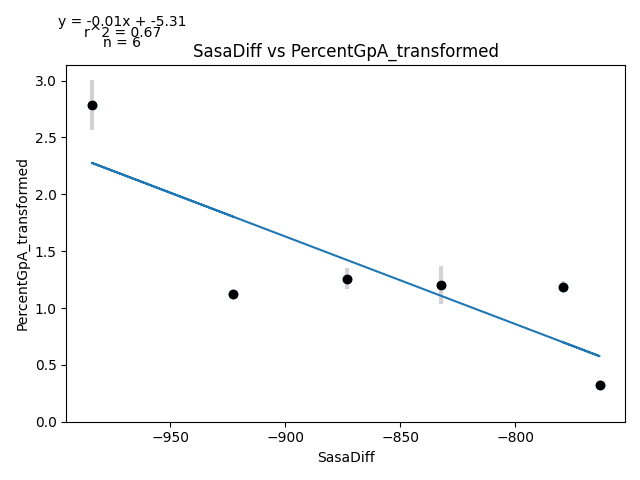 y = -0.01x + -5.31
r^2 = 0.67
n = 6
SasaDiff vs PercentGpA_transformed
3.0
2.5
2.0
1.5
1.0
0.5
0.0
PercentGpA_transformed
−950
−900
−850
−800
SasaDiff